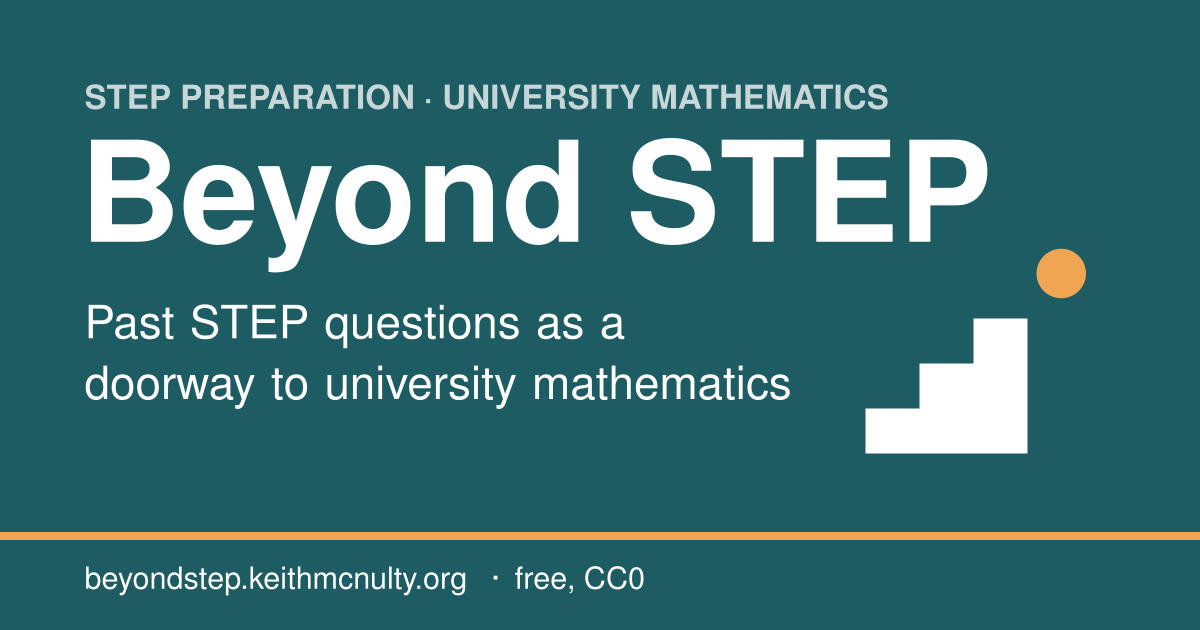 STEP PREPARATION · UNIVERSITY MATHEMATICS
Beyond STEP
Past STEP questions as a
doorway to university mathematics
beyondstep.keithmcnulty.org · free, CC0